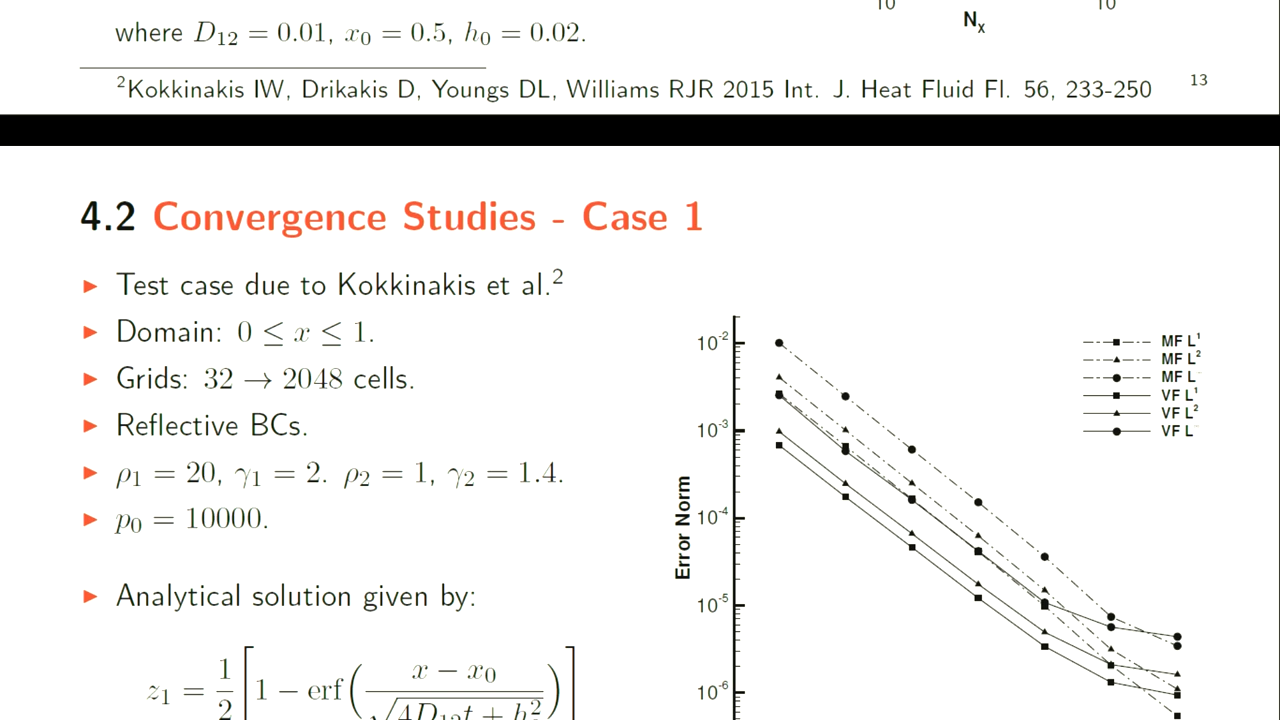 where D₁₂ = 0.01, x₀ = 0.5, h₀ = 0.02.
10 10
Nₓ
²Kokkinakis IW, Drikakis D, Youngs DL, Williams RJR 2015 Int. J. Heat Fluid Fl. 56, 233-250
13
4.2 Convergence Studies - Case 1
► Test case due to Kokkinakis et al.²
► Domain: 0 ≤ x ≤ 1.
► Grids: 32 → 2048 cells.
► Reflective BCs.
► ρ₁ = 20, γ₁ = 2. ρ₂ = 1, γ₂ = 1.4.
► p₀ = 10000.
► Analytical solution given by:
z₁ = 1/2 [1 − erf( (x − x₀) / √(4D₁₂t + h₀²) )]
Error Norm
10⁻²
10⁻³
10⁻⁴
10⁻⁵
10⁻⁶
MF L¹
MF L²
MF L
VF L¹
VF L²
VF L